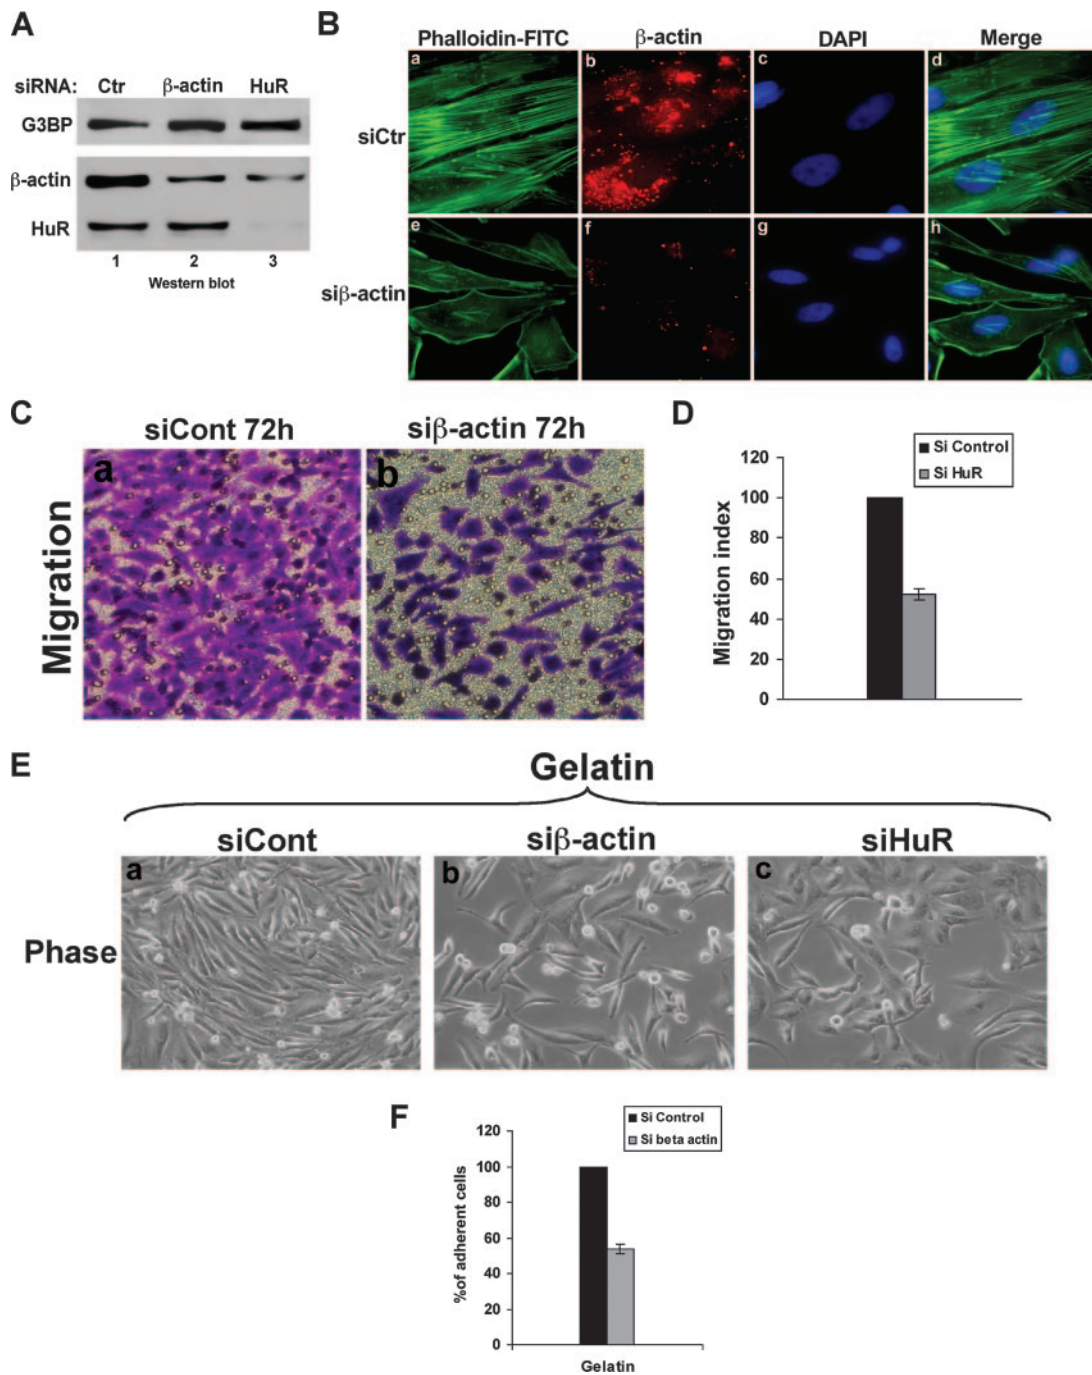 A
siRNA: Ctr β-actin HuR
G3BP
β-actin
HuR
1 2 3
Western blot
B
Phalloidin-FITC β-actin DAPI Merge
siCtr
a b c d
siβ-actin
e f g h
C
siCont 72h siβ-actin 72h
Migration
a b
D
Si Control
Si HuR
Migration index
120
100
80
60
40
20
0
E
Gelatin
siCont siβ-actin siHuR
Phase
a b c
F
Si Control
Si beta actin
%of adherent cells
120
100
80
60
40
20
0
Gelatin